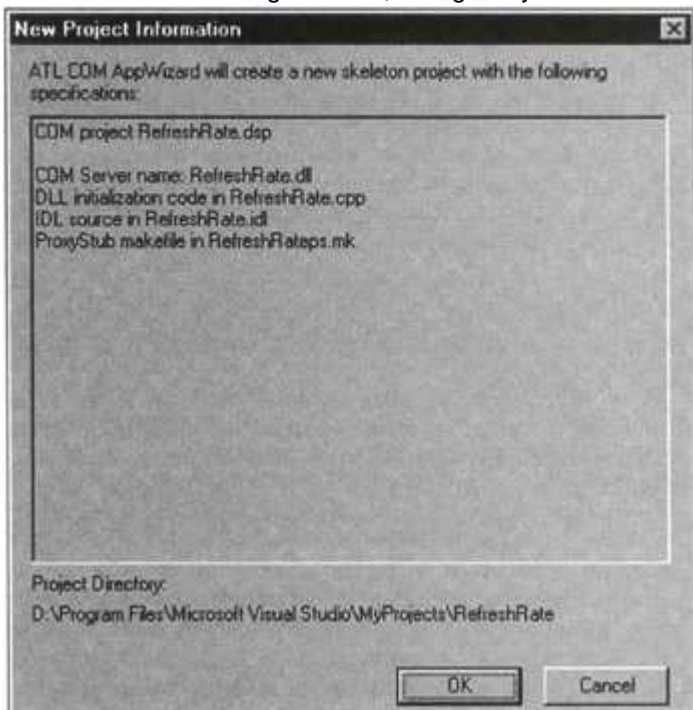 New Project Information
ATL COM AppWizard will create a new skeleton project with the following
specifications:
COM project RefreshRate.dsp
COM Server name: RefreshRate.dll
DLL initialization code in RefreshRate.cpp
IDL source in RefreshRate.idl
ProxyStub makefile in RefreshRateps.mk
Project Directory:
D:\Program Files\Microsoft Visual Studio\MyProjects\RefreshRate
OK
Cancel